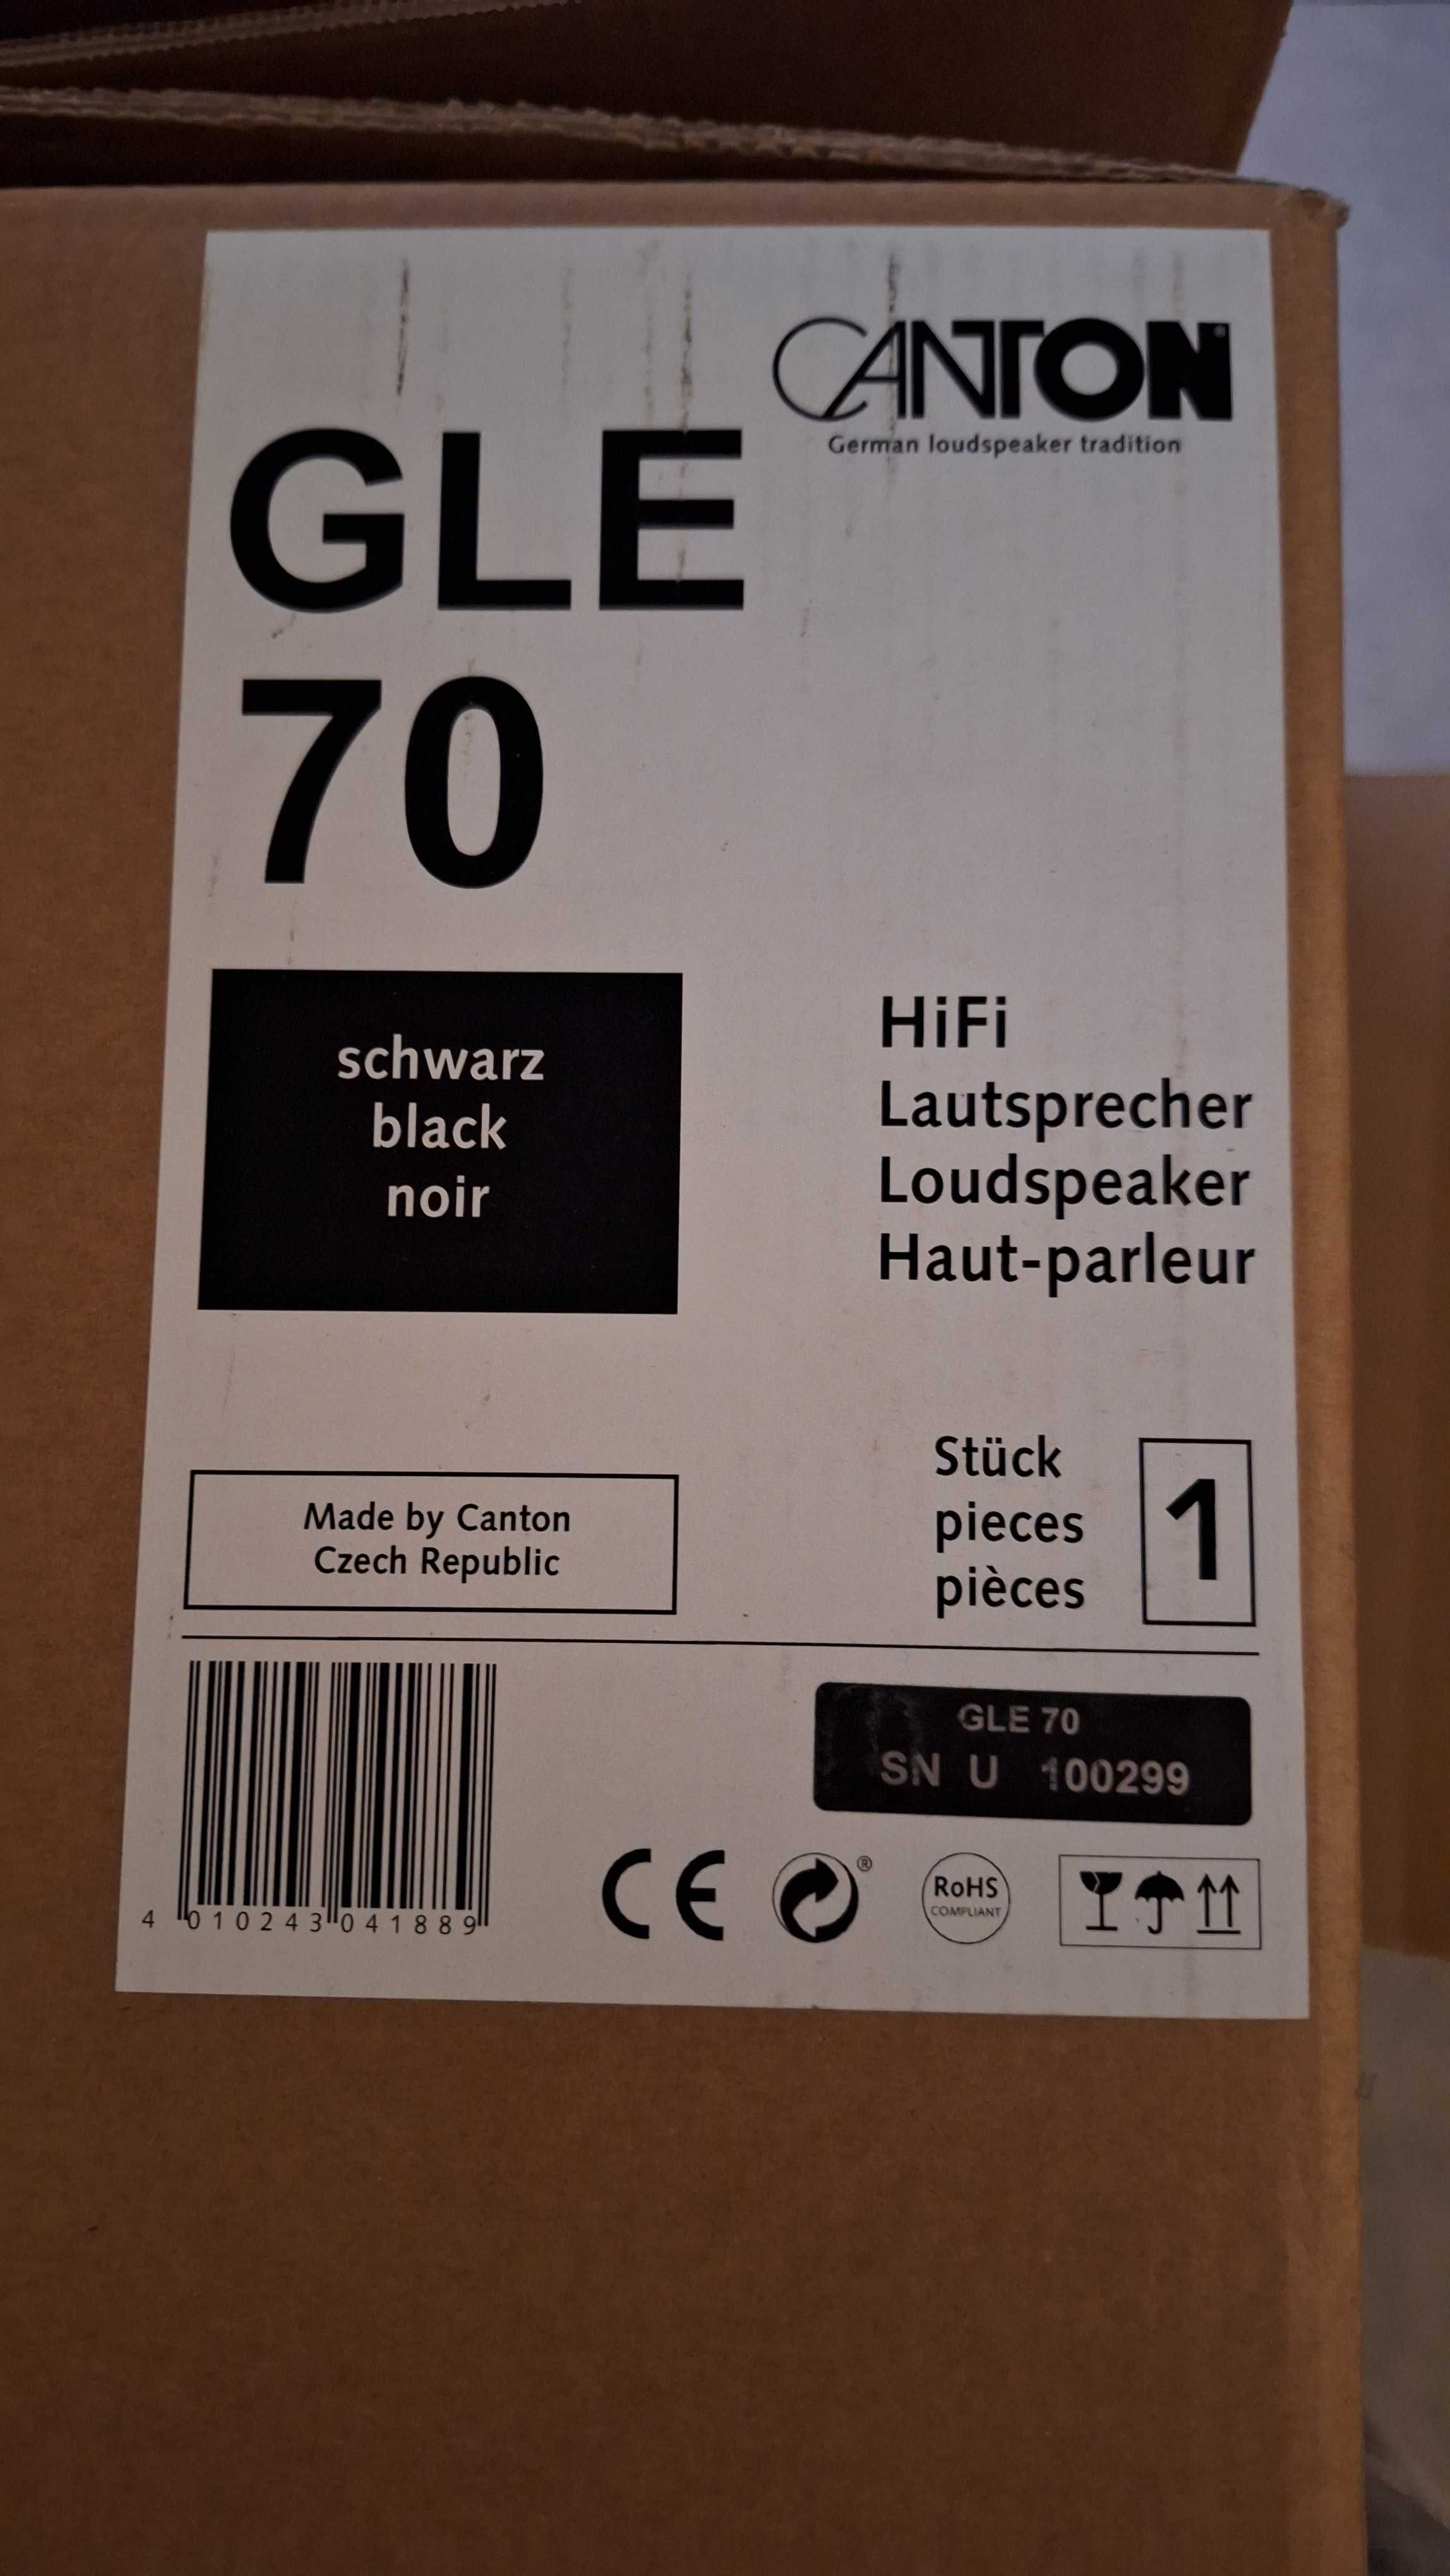 CANTON®
German loudspeaker tradition
GLE
70
schwarz
black
noir
HiFi
Lautsprecher
Loudspeaker
Haut-parleur
Made by Canton
Czech Republic
Stück
pieces
pièces
1
GLE 70
SN U 100299
4 010243 041889
CE
®
RoHS
COMPLIANT